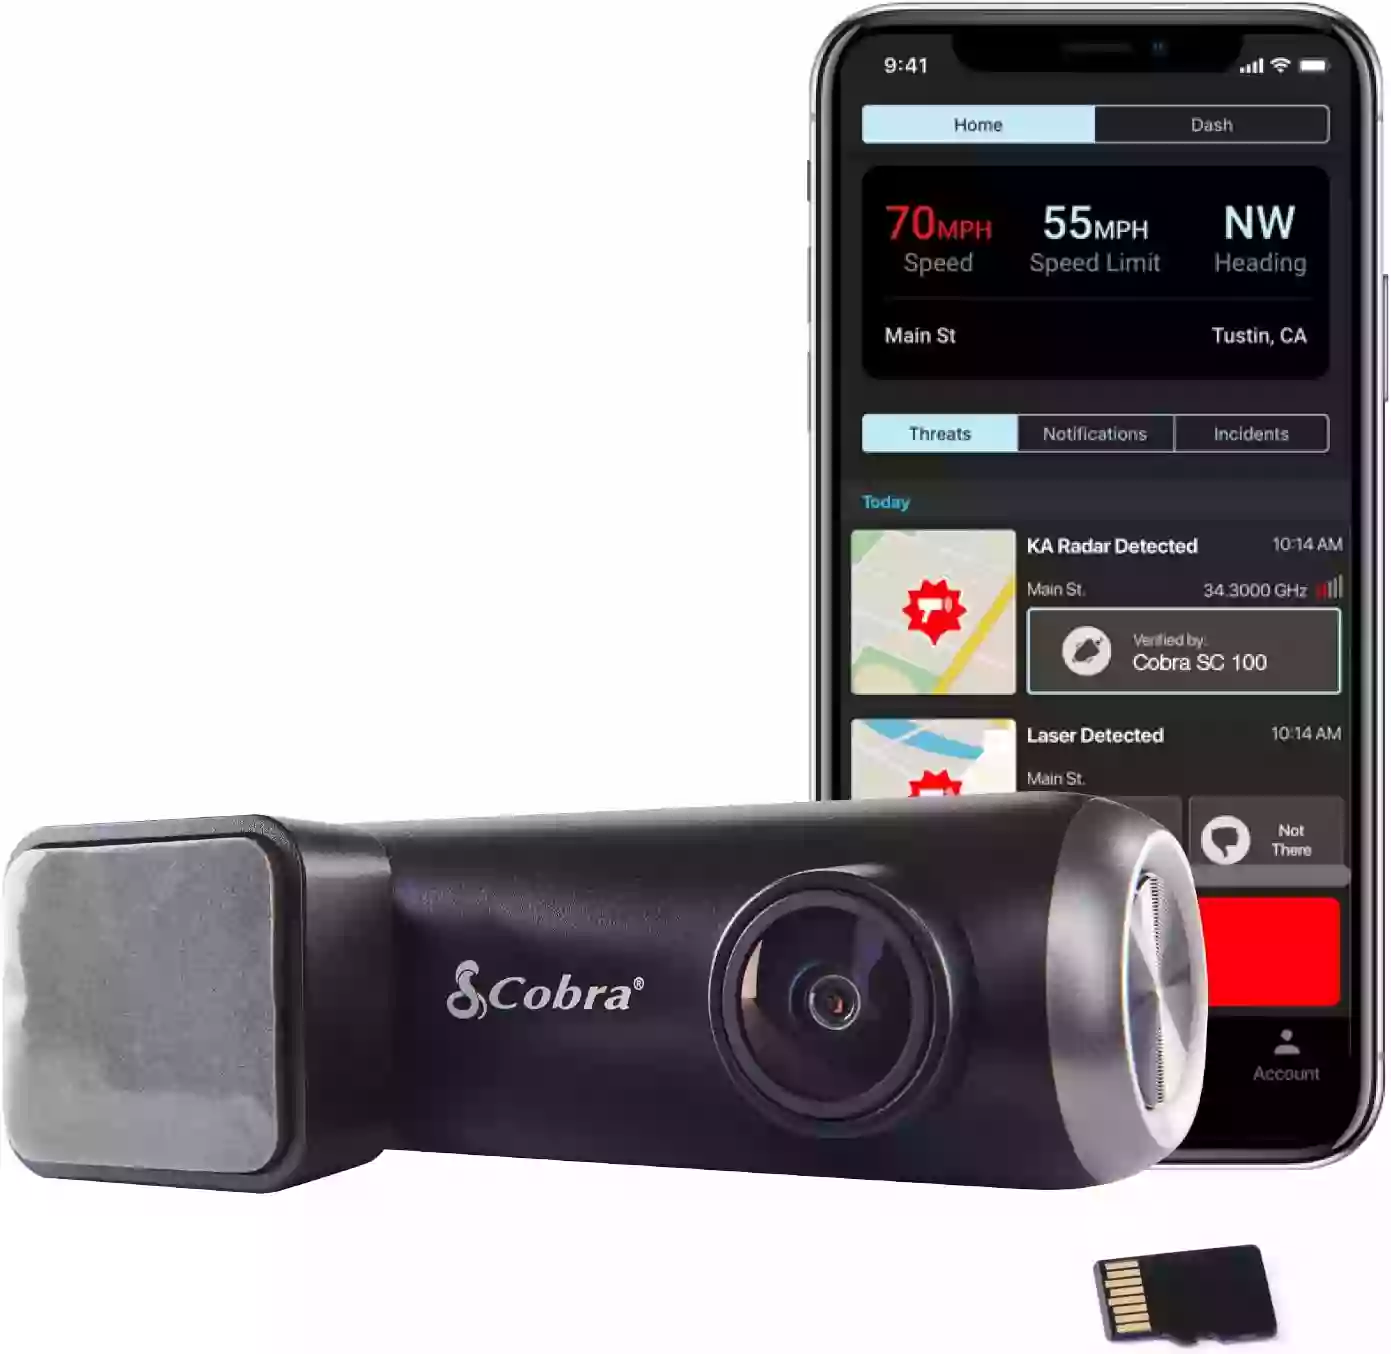 9:41
Home Dash
70MPH 55MPH NW
Speed Speed Limit Heading
Main St Tustin, CA
Threats Notifications Incidents
Today
KA Radar Detected 10:14 AM
Main St. 34.3000 GHz
Verified by:
Cobra SC 100
Laser Detected 10:14 AM
Main St.
Not
There
Cobra®
Account